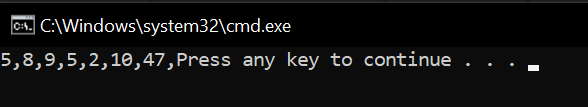 C:\Windows\system32\cmd.exe
5,8,9,5,2,10,47,Press any key to continue . . .